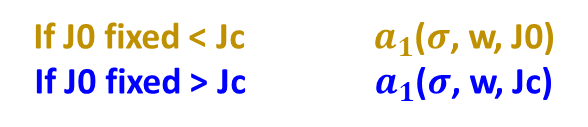 If J0 fixed < Jc a₁(σ, w, J0)
If J0 fixed > Jc a₁(σ, w, Jc)